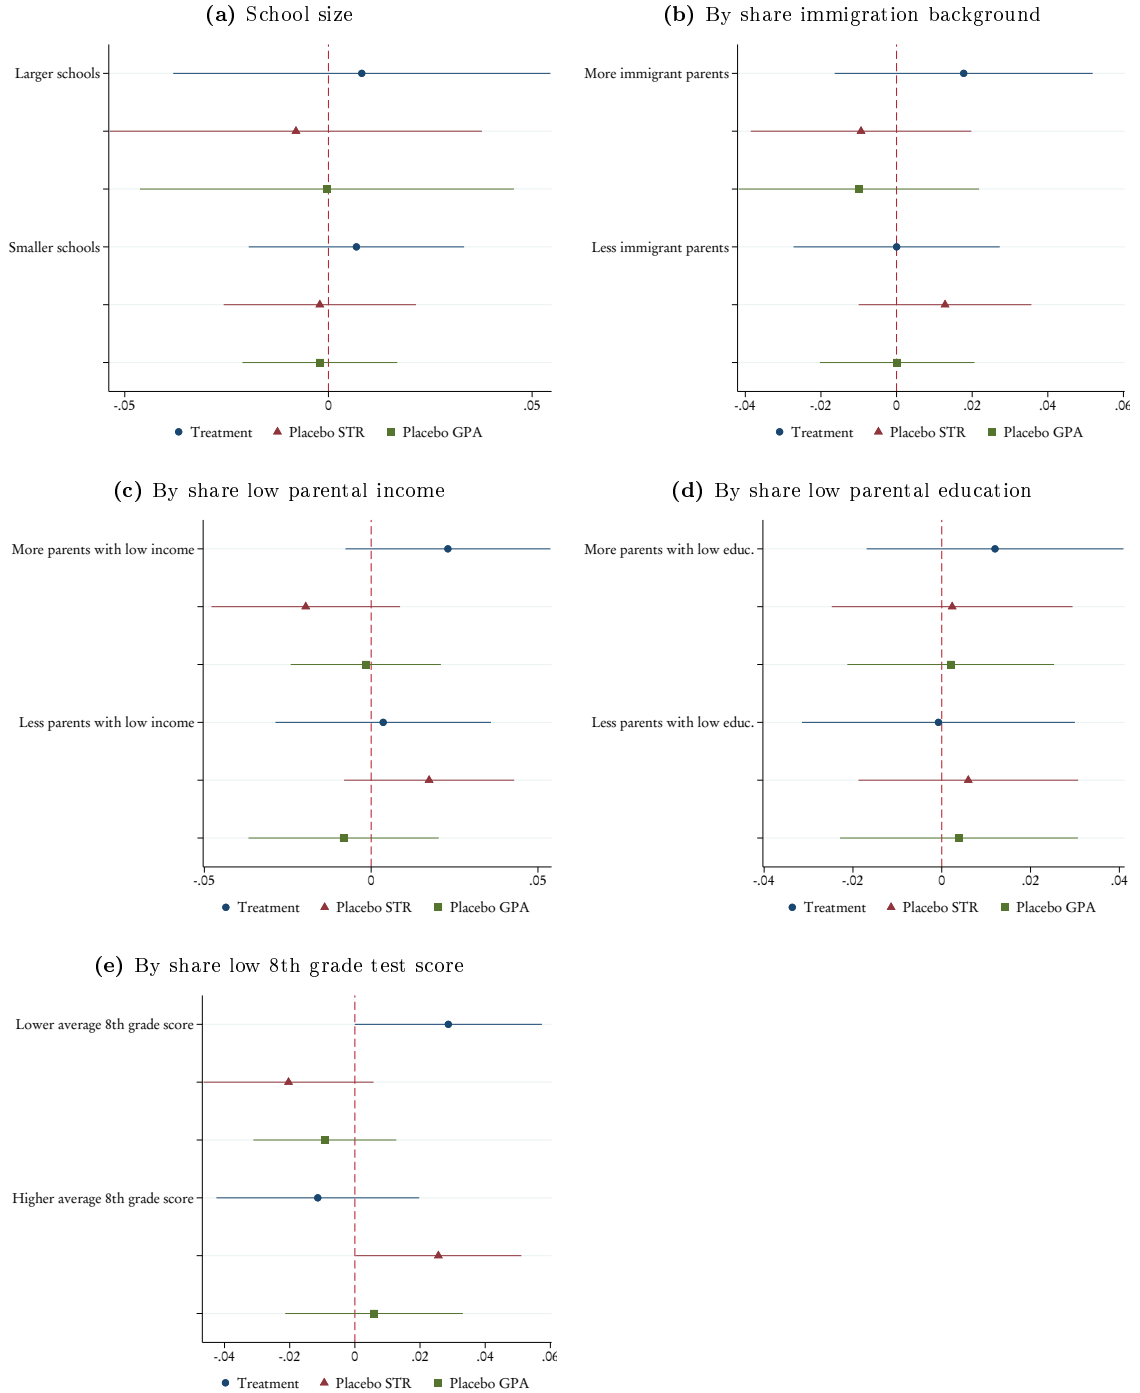 (a) School size
Larger schools
Smaller schools
-.05 0 .05
Treatment Placebo STR Placebo GPA
(b) By share immigration background
More immigrant parents
Less immigrant parents
-.04 -.02 0 .02 .04 .06
Treatment Placebo STR Placebo GPA
(c) By share low parental income
More parents with low income
Less parents with low income
-.05 0 .05
Treatment Placebo STR Placebo GPA
(d) By share low parental education
More parents with low educ.
Less parents with low educ.
-.04 -.02 0 .02 .04
Treatment Placebo STR Placebo GPA
(e) By share low 8th grade test score
Lower average 8th grade score
Higher average 8th grade score
-.04 -.02 0 .02 .04 .06
Treatment Placebo STR Placebo GPA